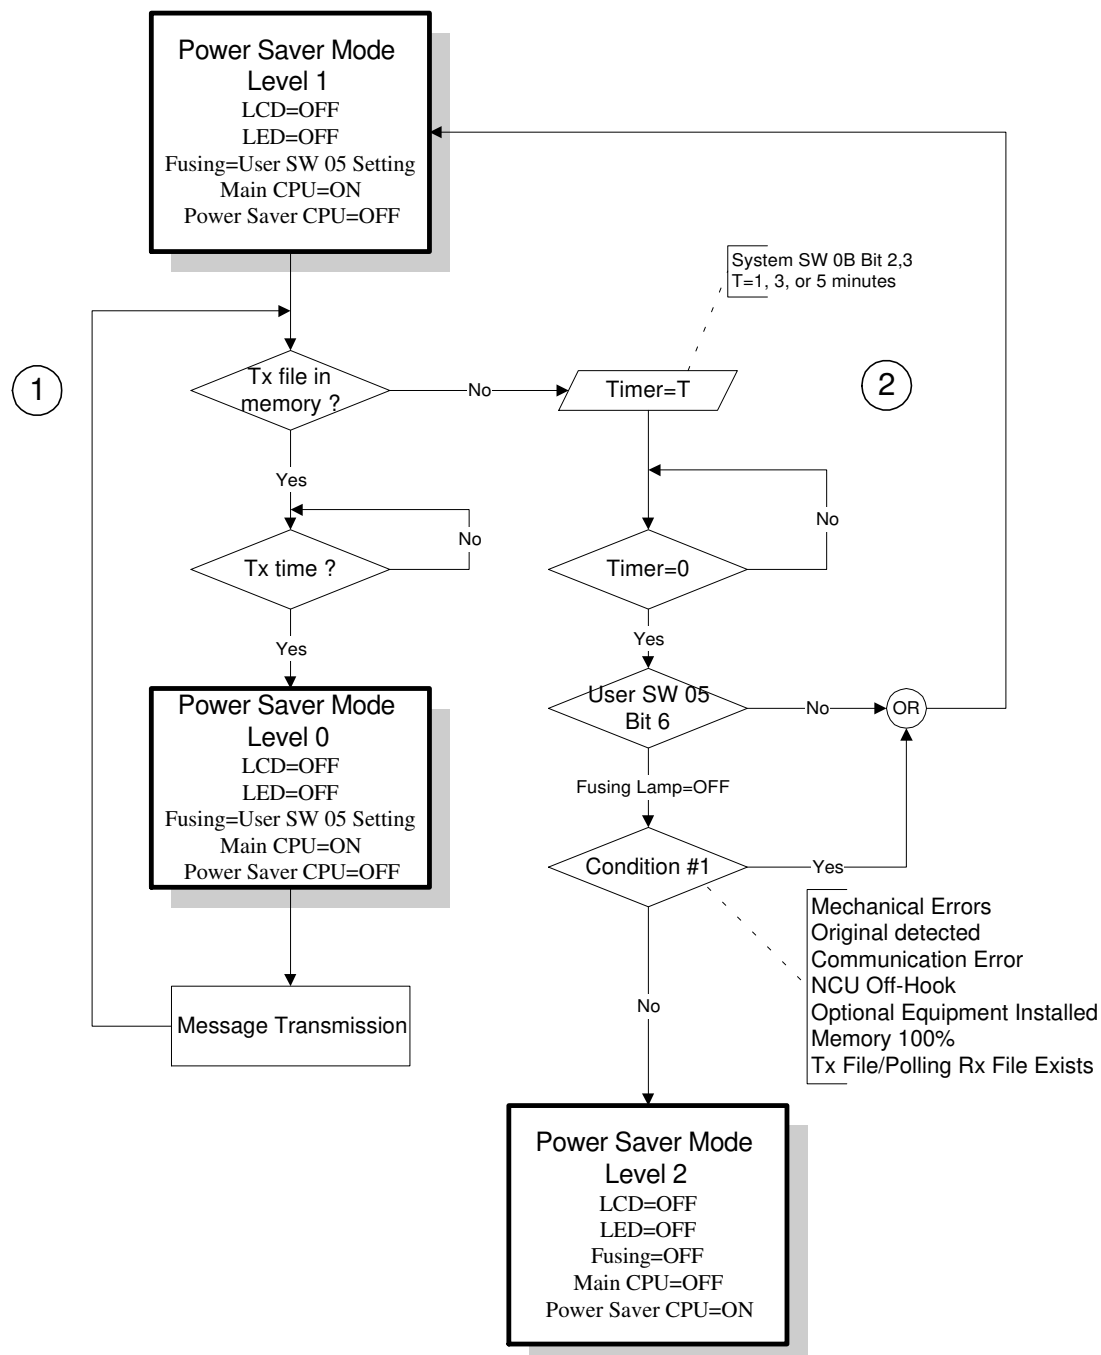 Power Saver Mode
Level 1
LCD=OFF
LED=OFF
Fusing=User SW 05 Setting
Main CPU=ON
Power Saver CPU=OFF
System SW 0B Bit 2,3
T=1, 3, or 5 minutes
1
Tx file in
memory ?
No
Timer=T
2
Yes
No
Tx time ?
No
Timer=0
Yes
Yes
Power Saver Mode
Level 0
LCD=OFF
LED=OFF
Fusing=User SW 05 Setting
Main CPU=ON
Power Saver CPU=OFF
User SW 05
Bit 6
No
OR
Fusing Lamp=OFF
Condition #1
Yes
Mechanical Errors
Original detected
Communication Error
NCU Off-Hook
Optional Equipment Installed
Memory 100%
Tx File/Polling Rx File Exists
No
Message Transmission
Power Saver Mode
Level 2
LCD=OFF
LED=OFF
Fusing=OFF
Main CPU=OFF
Power Saver CPU=ON